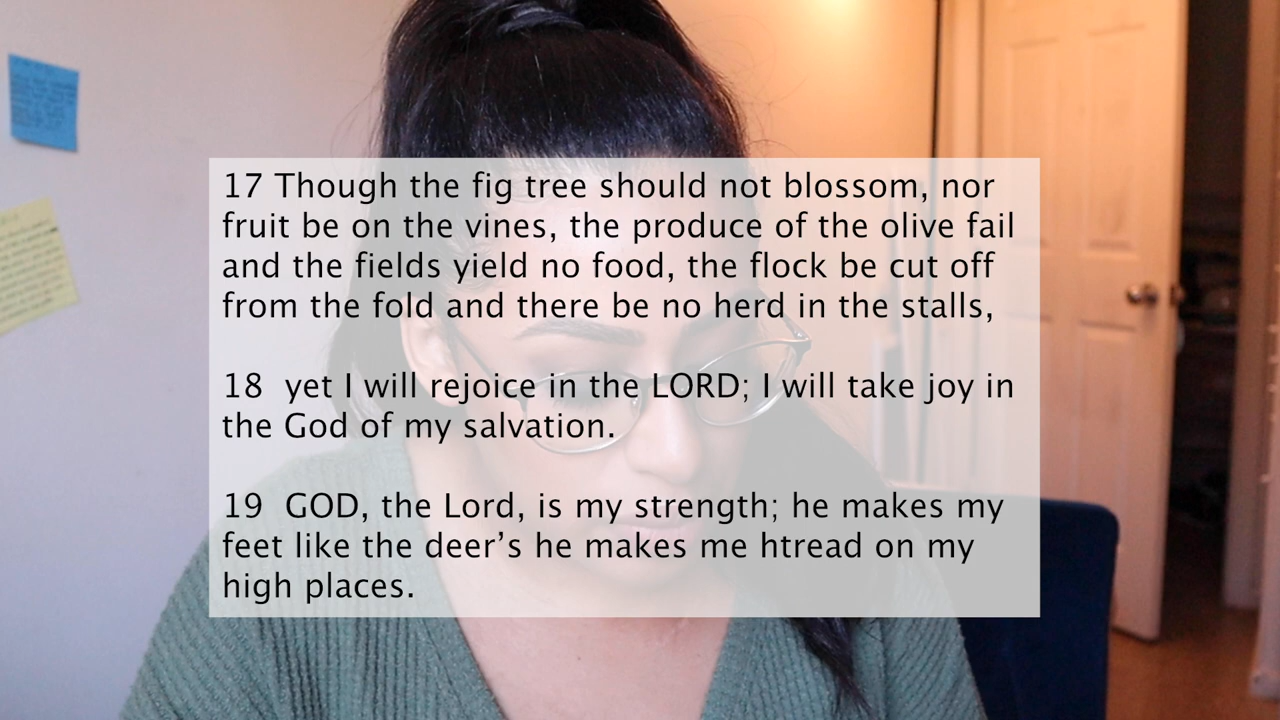 17 Though the fig tree should not blossom, nor
fruit be on the vines, the produce of the olive fail
and the fields yield no food, the flock be cut off
from the fold and there be no herd in the stalls,
18  yet I will rejoice in the LORD; I will take joy in
the God of my salvation.
19  GOD, the Lord, is my strength; he makes my
feet like the deer’s he makes me htread on my
high places.